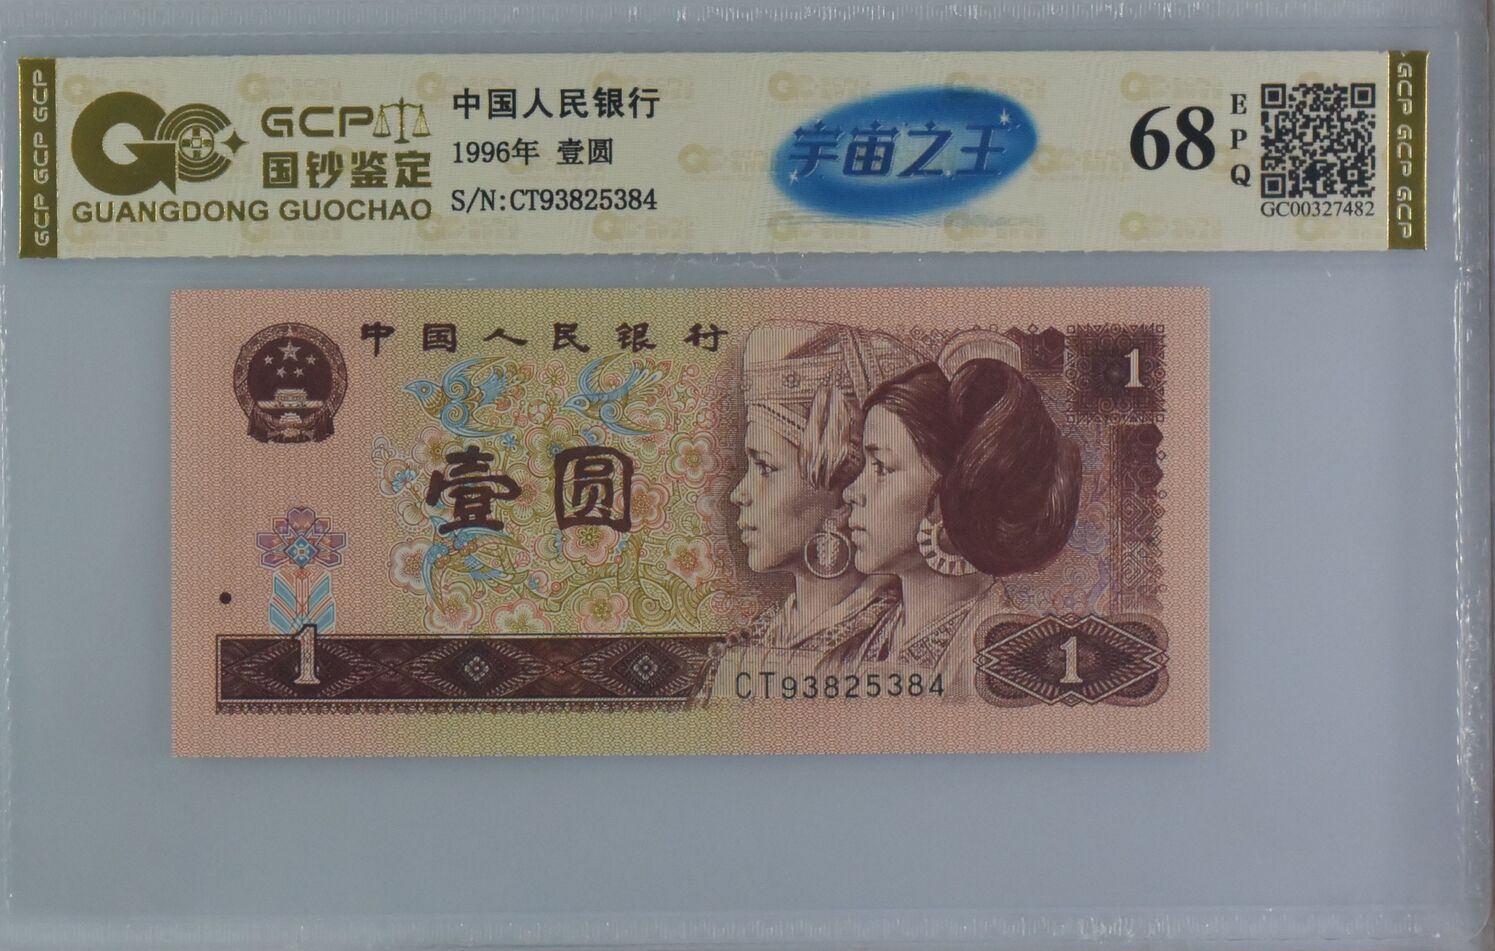 GCP GCP GCP
GCP
国钞鉴定
GUANGDONG GUOCHAO
中国人民银行
1996年 壹圆
S/N:CT93825384
宇宙之王
68
EPQ
GC00327482
GCP GCP GCP
中国人民银行
1
壹圆
1
CT93825384
1